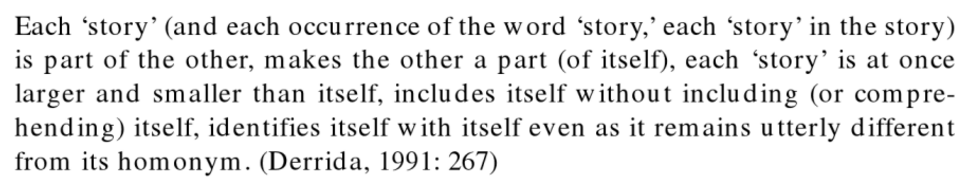 Each ‘story’ (and each occurrence of the word ‘story,’ each ‘story’ in the story)
is part of the other, makes the other a part (of itself), each ‘story’ is at once
larger and smaller than itself, includes itself without including (or compre-
hending) itself, identifies itself with itself even as it remains utterly different
from its homonym. (Derrida, 1991: 267)